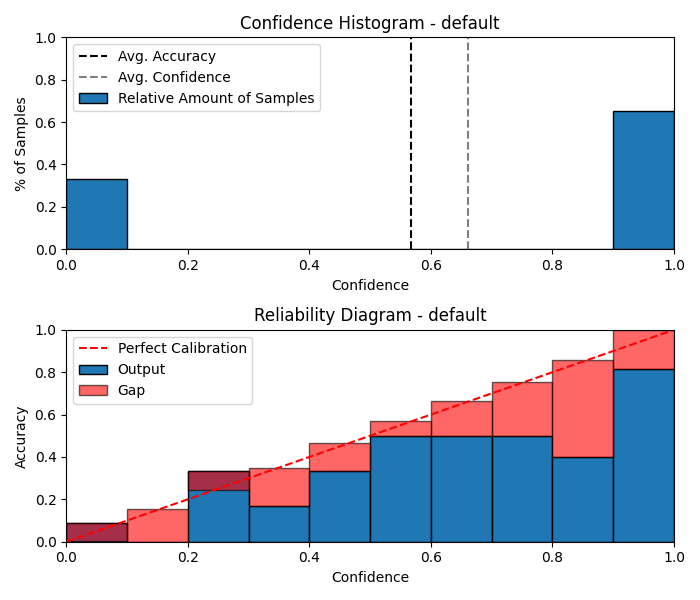 Confidence Histogram - default
1.0
0.8
0.6
0.4
0.2
0.0
% of Samples
Avg. Accuracy
Avg. Confidence
Relative Amount of Samples
0.0 0.2 0.4 0.6 0.8 1.0
Confidence
Reliability Diagram - default
1.0
0.8
0.6
0.4
0.2
0.0
Accuracy
Perfect Calibration
Output
Gap
0.0 0.2 0.4 0.6 0.8 1.0
Confidence